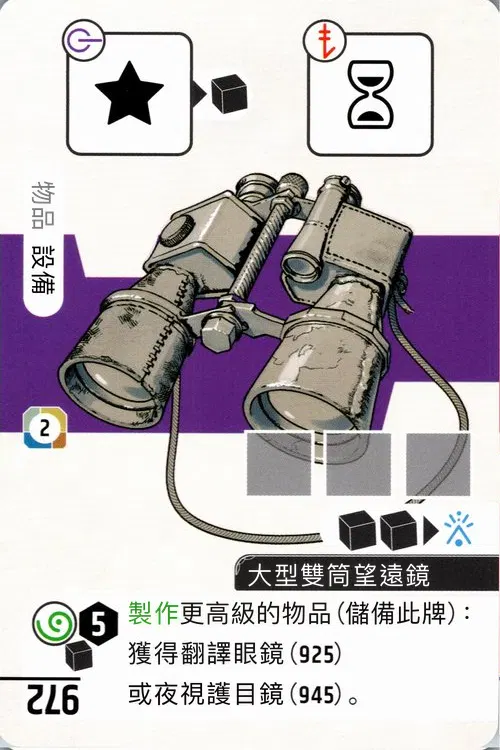 物品 設備
2
大型雙筒望遠鏡
5 製作更高級的物品(儲備此牌):
獲得翻譯眼鏡(925)
或夜視護目鏡(945)。
972